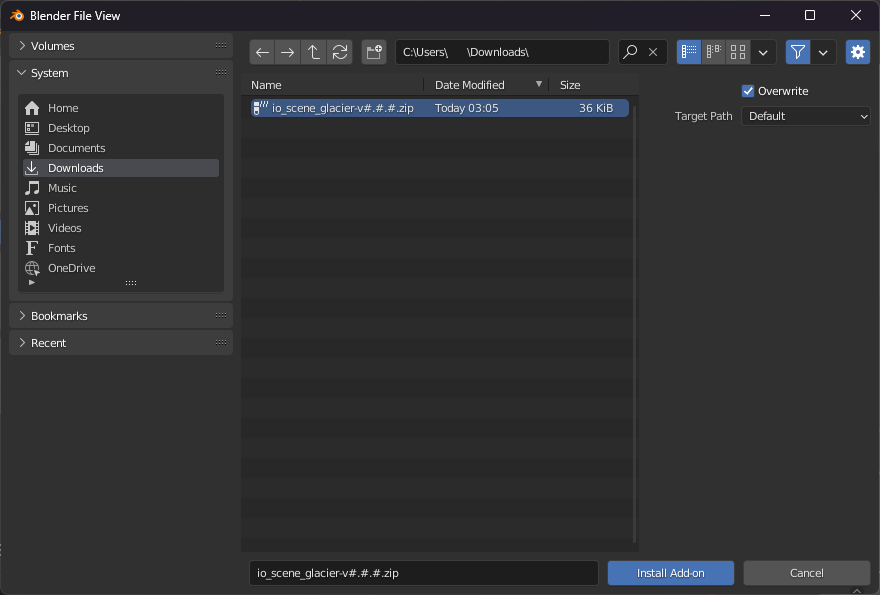 Blender File View
Volumes
System
Home
Desktop
Documents
Downloads
Music
Pictures
Videos
Fonts
OneDrive
Bookmarks
Recent
C:\Users\ \Downloads\
Name Date Modified Size
io_scene_glacier-v#.#.#.zip Today 03:05 36 KiB
Overwrite
Target Path Default
io_scene_glacier-v#.#.#.zip
Install Add-on Cancel